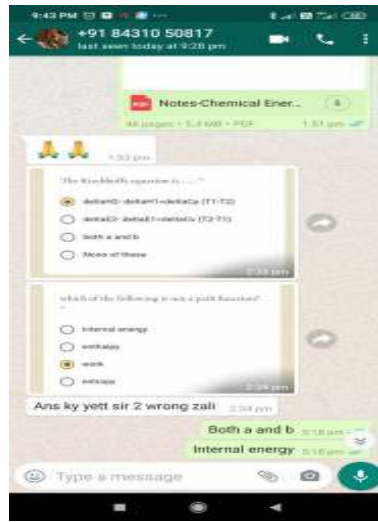 9:43 PM
+91 84310 50817
last seen today at 9:28 pm
PDF Notes-Chemical Ener...
44 pages • 5.4 MB • PDF 1:51 pm
1:53 pm
The Kirchhoff's equation is......"
deltaH2- deltaH1=deltaCp (T1-T2)
deltaE2- deltaE1=deltaCv (T2-T1)
both a and b
None of these
2:33 pm
which of the following is not a path function?
Internal energy
enthalpy
work
entropy
2:34 pm
Ans ky yett sir 2 wrong zali 2:34 pm
Both a and b 5:18 pm
Internal energy 5:18 pm
Type a message